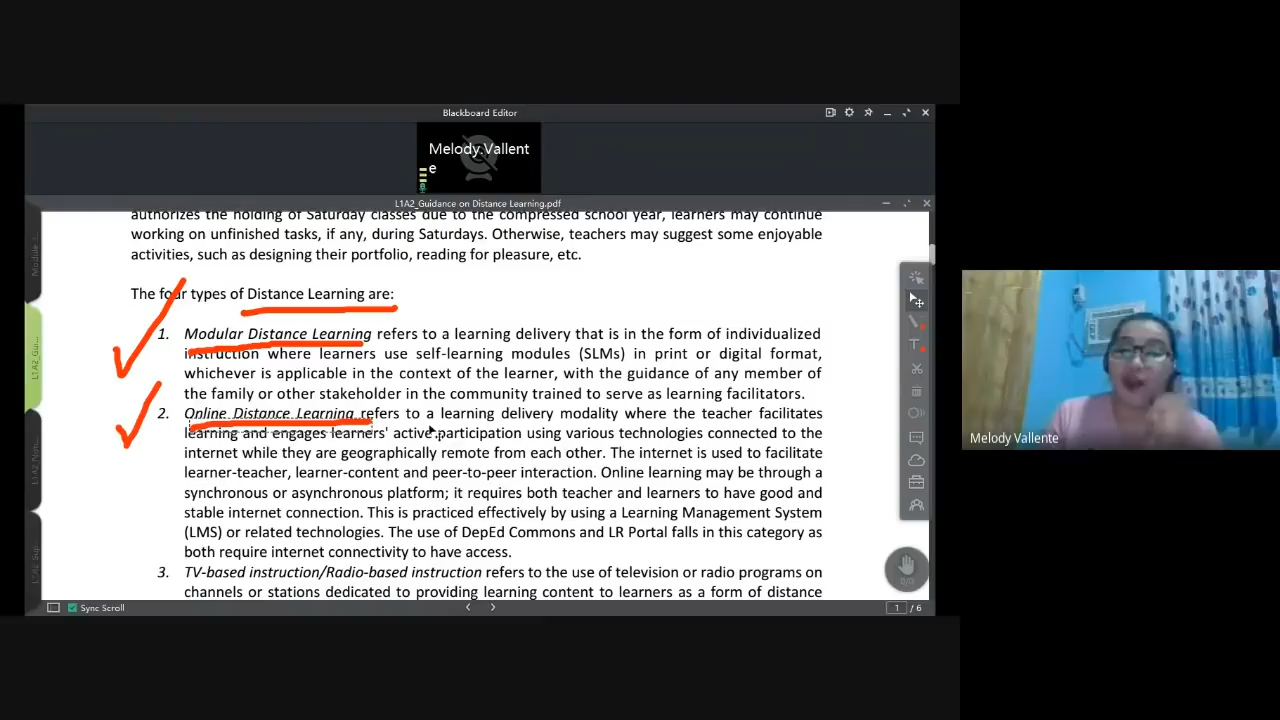 Blackboard Editor
Melody.Vallent
e
L1A2_Guidance on Distance Learning.pdf
authorizes the holding of Saturday classes due to the compressed school year, learners may continue
working on unfinished tasks, if any, during Saturdays. Otherwise, teachers may suggest some enjoyable
activities, such as designing their portfolio, reading for pleasure, etc.
The four types of Distance Learning are:
1. Modular Distance Learning refers to a learning delivery that is in the form of individualized
instruction where learners use self-learning modules (SLMs) in print or digital format,
whichever is applicable in the context of the learner, with the guidance of any member of
the family or other stakeholder in the community trained to serve as learning facilitators.
2. Online Distance Learning refers to a learning delivery modality where the teacher facilitates
learning and engages learners' active participation using various technologies connected to the
internet while they are geographically remote from each other. The internet is used to facilitate
learner-teacher, learner-content and peer-to-peer interaction. Online learning may be through a
synchronous or asynchronous platform; it requires both teacher and learners to have good and
stable internet connection. This is practiced effectively by using a Learning Management System
(LMS) or related technologies. The use of DepEd Commons and LR Portal falls in this category as
both require internet connectivity to have access.
3. TV-based instruction/Radio-based instruction refers to the use of television or radio programs on
channels or stations dedicated to providing learning content to learners as a form of distance
Sync Scroll
1 / 6
0/0
Melody Vallente